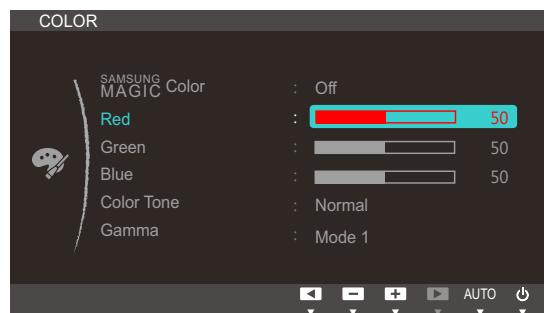 COLOR
SAMSUNG MAGIC Color : Off
Red : 50
Green : 50
Blue : 50
Color Tone : Normal
Gamma : Mode 1
AUTO